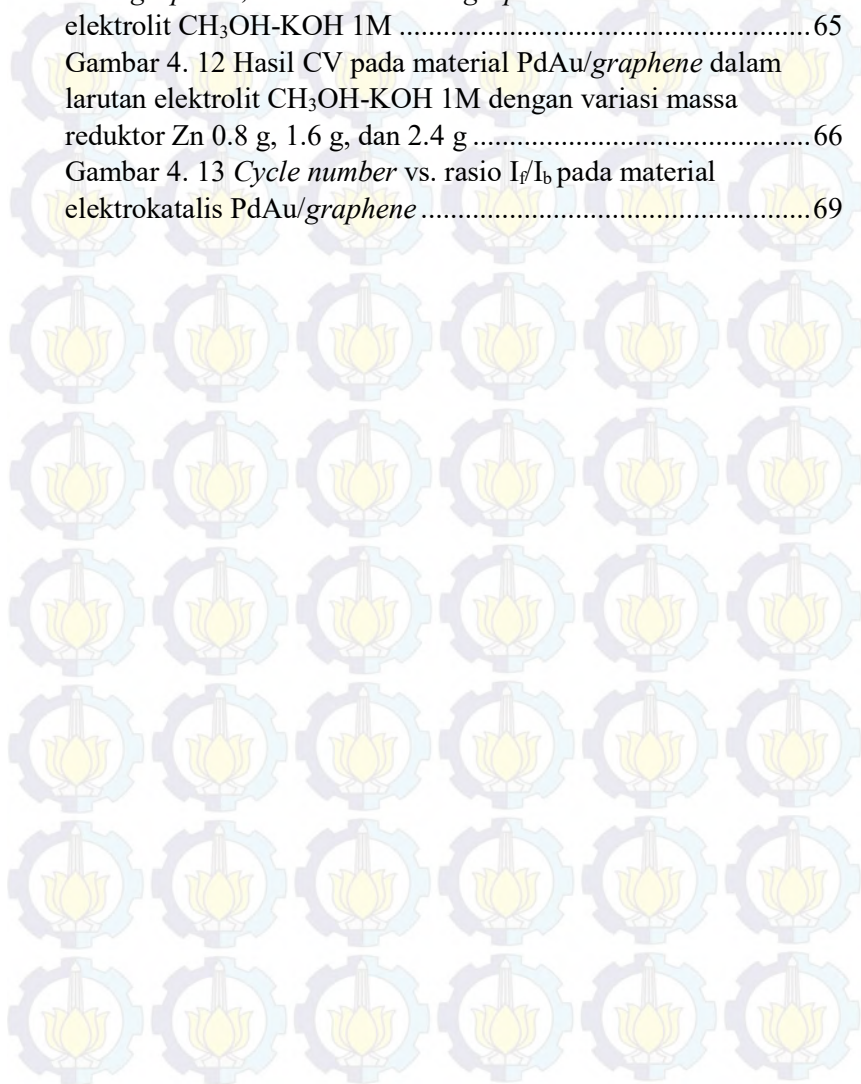 elektrolit CH₃OH-KOH 1M ....................................................65
Gambar 4. 12 Hasil CV pada material PdAu/graphene dalam
larutan elektrolit CH₃OH-KOH 1M dengan variasi massa
reduktor Zn 0.8 g, 1.6 g, dan 2.4 g ...........................................66
Gambar 4. 13 Cycle number vs. rasio If/Ib pada material
elektrokatalis PdAu/graphene ..................................................69